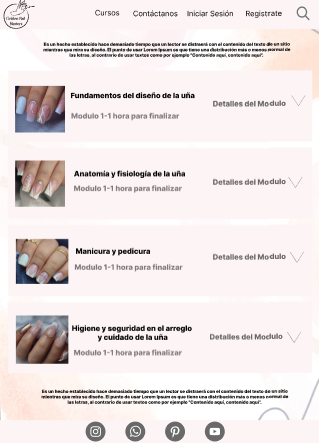 Cursos Contáctanos Iniciar Sesión Registrate
Es un hecho establecido hace demasiado tiempo que un lector se distraerá con el contenido del texto de un sitio
mientras que mira su diseño. El punto de usar Lorem Ipsum es que tiene una distribución más o menos normal de
las letras, al contrario de usar textos como por ejemplo "Contenido aquí, contenido aquí".
Fundamentos del diseño de la uña
Modulo 1-1 hora para finalizar
Detalles del Modulo
Anatomía y fisiología de la uña
Modulo 1-1 hora para finalizar
Detalles del Modulo
Manicura y pedicura
Modulo 1-1 hora para finalizar
Detalles del Modulo
Higiene y seguridad en el arreglo
y cuidado de la uña
Modulo 1-1 hora para finalizar
Detalles del Modulo
Es un hecho establecido hace demasiado tiempo que un lector se distraerá con el contenido del texto de un sitio
mientras que mira su diseño. El punto de usar Lorem Ipsum es que tiene una distribución más o menos normal de
las letras, al contrario de usar textos como por ejemplo "Contenido aquí, contenido aquí".